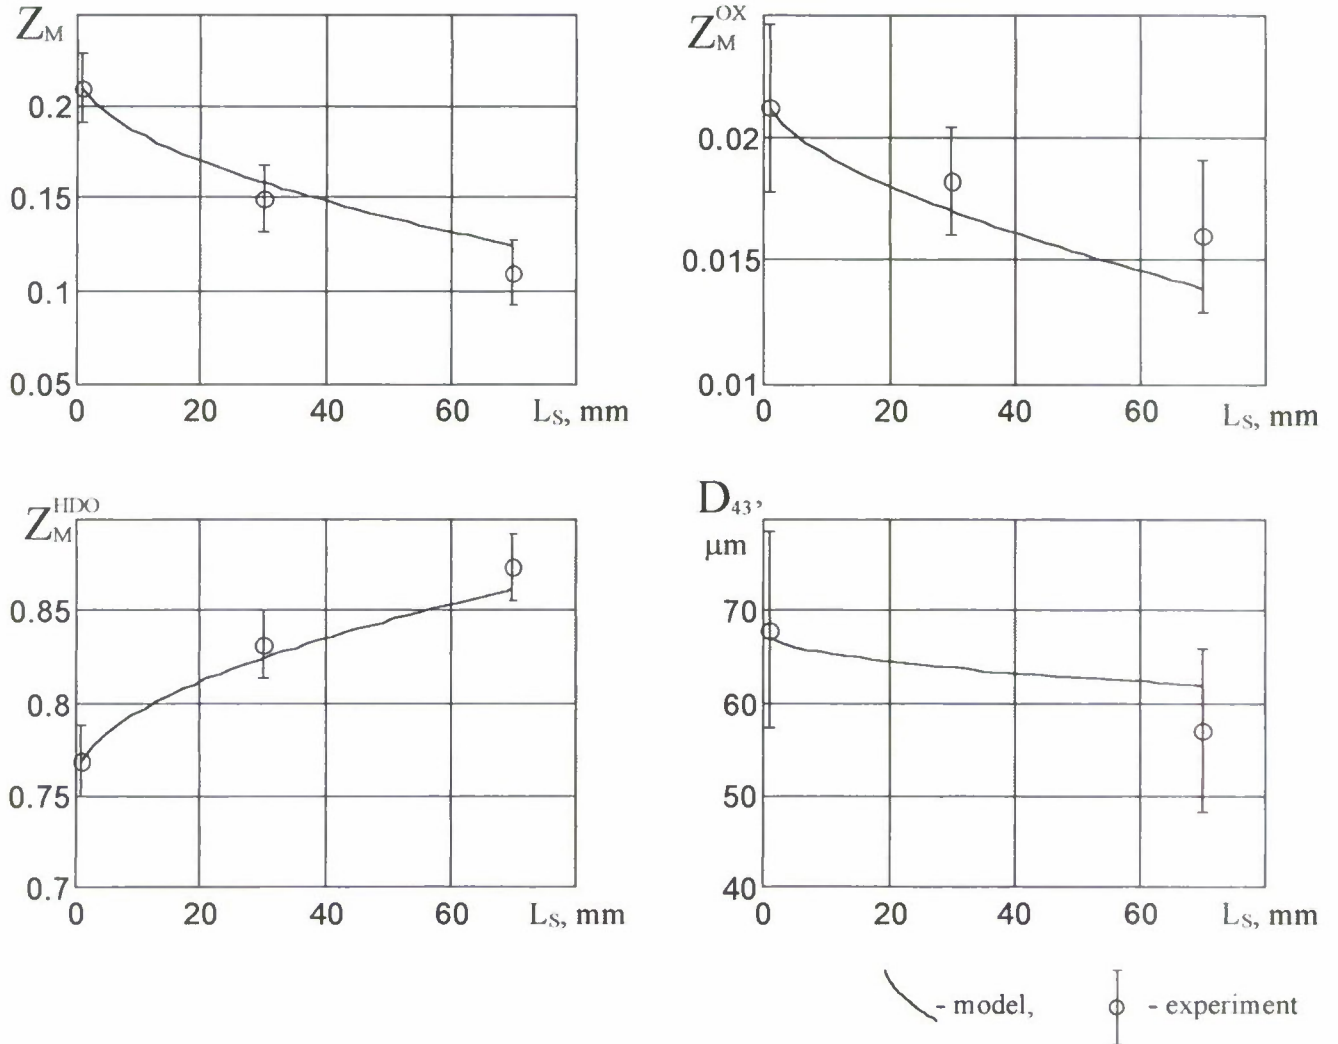 Z_M
0.2
0.15
0.1
0.05
0 20 40 60 L_S, mm
Z_M^OX
0.02
0.015
0.01
0 20 40 60 L_S, mm
Z_M^HDO
0.85
0.8
0.75
0.7
0 20 40 60 L_S, mm
D_43,
μm
70
60
50
40
0 20 40 60 L_S, mm
- model, - experiment